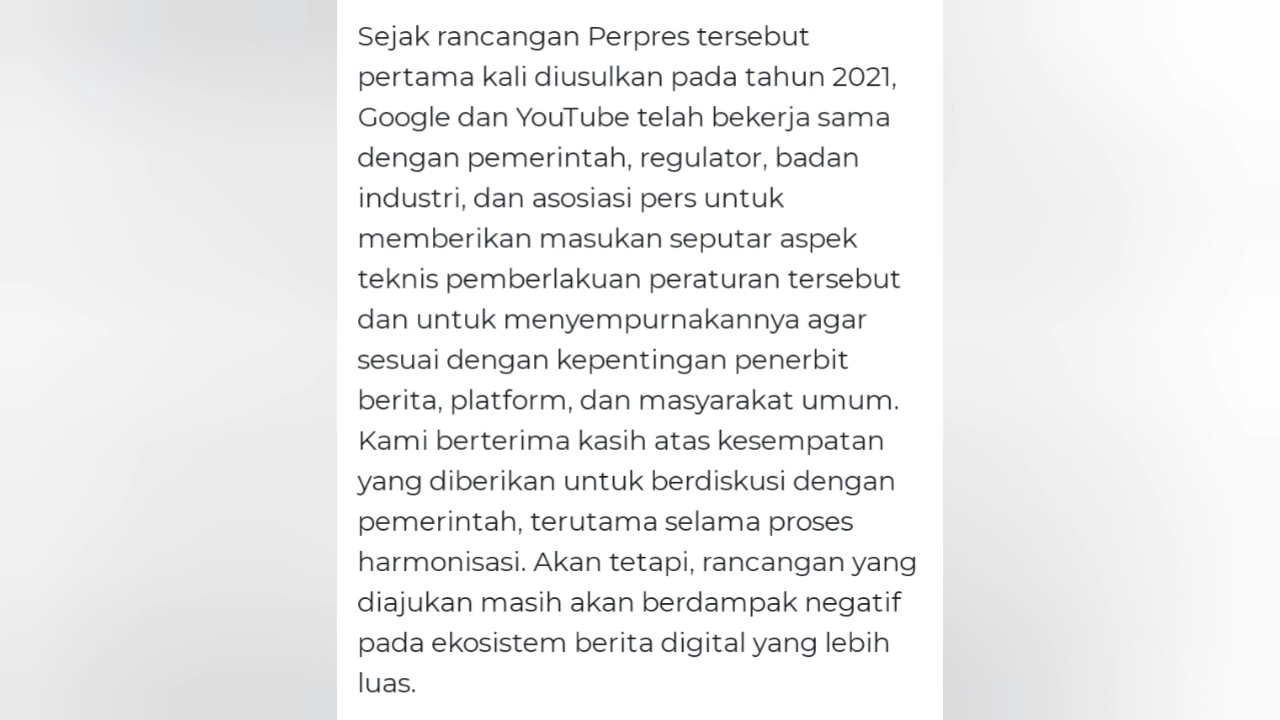 Sejak rancangan Perpres tersebut
pertama kali diusulkan pada tahun 2021,
Google dan YouTube telah bekerja sama
dengan pemerintah, regulator, badan
industri, dan asosiasi pers untuk
memberikan masukan seputar aspek
teknis pemberlakuan peraturan tersebut
dan untuk menyempurnakannya agar
sesuai dengan kepentingan penerbit
berita, platform, dan masyarakat umum.
Kami berterima kasih atas kesempatan
yang diberikan untuk berdiskusi dengan
pemerintah, terutama selama proses
harmonisasi. Akan tetapi, rancangan yang
diajukan masih akan berdampak negatif
pada ekosistem berita digital yang lebih
luas.